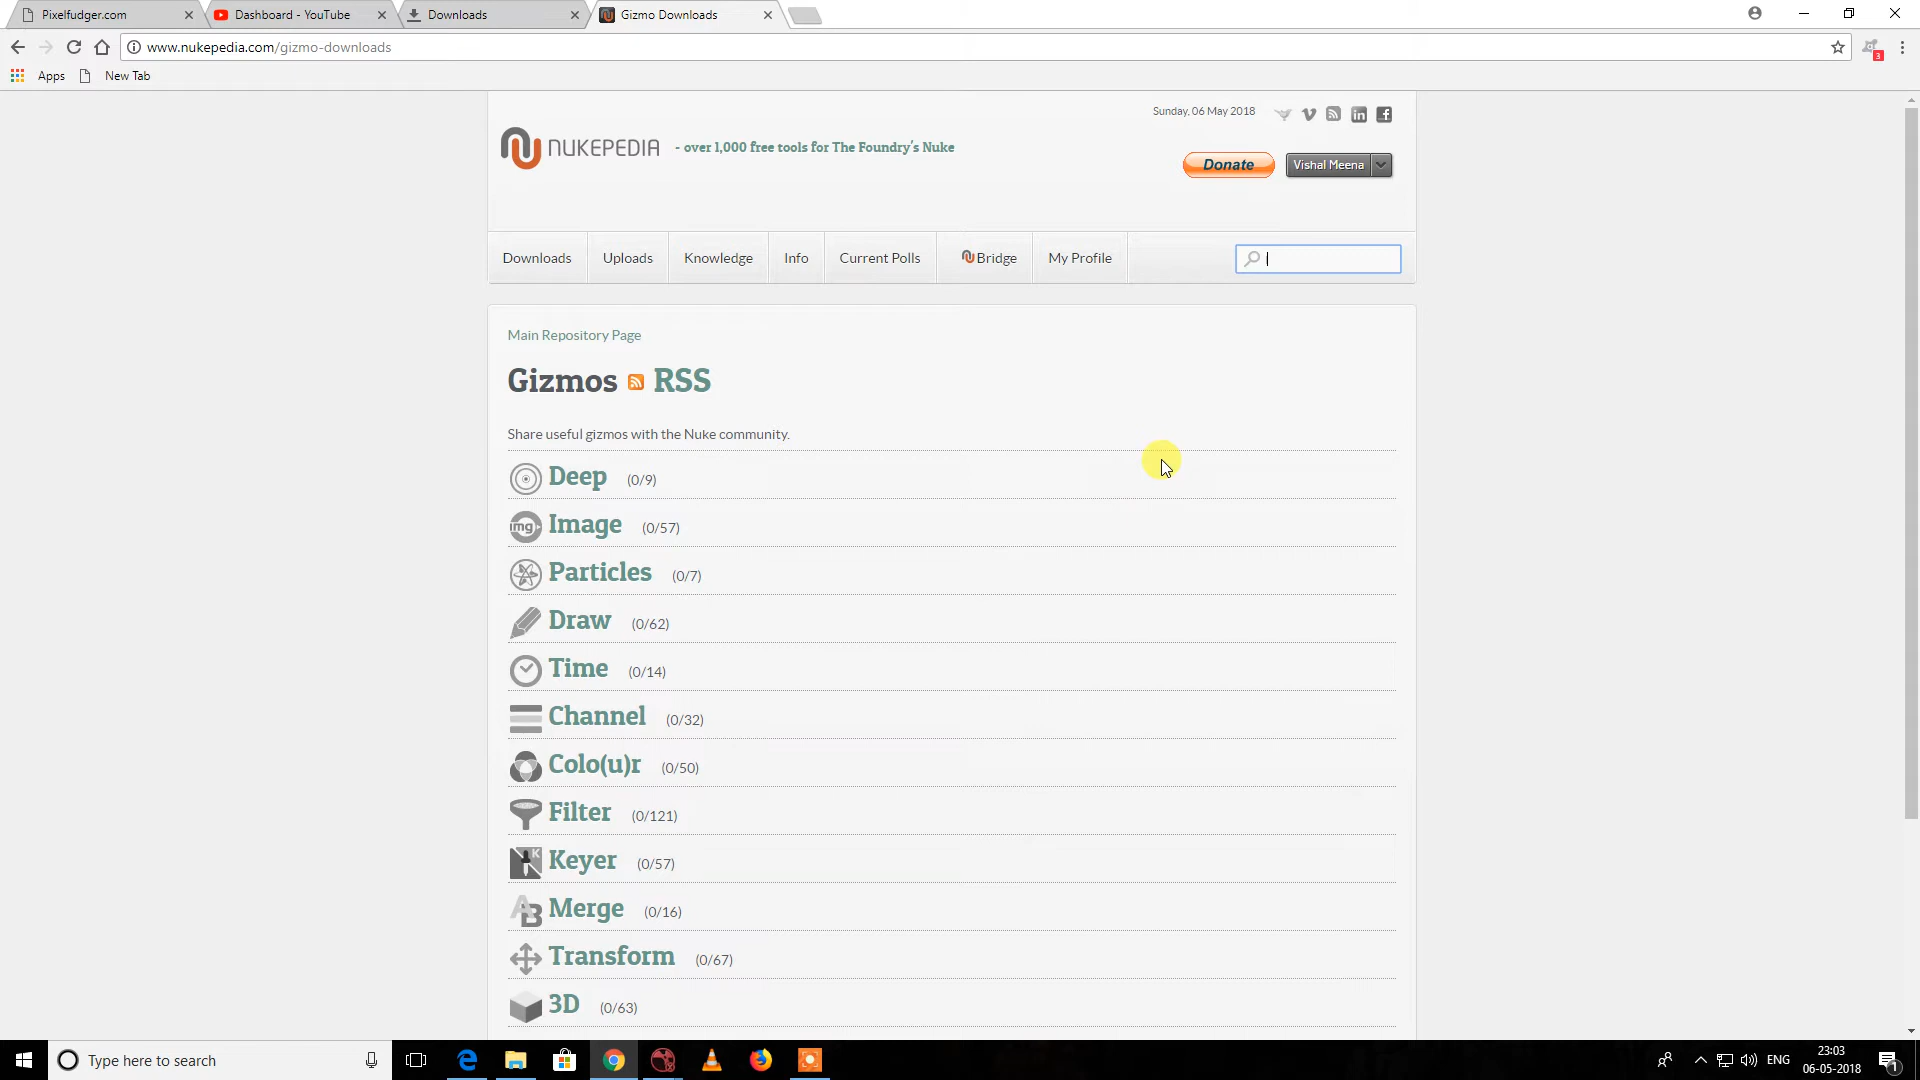 Pixelfudger.com
Dashboard - YouTube
Downloads
Gizmo Downloads
www.nukepedia.com/gizmo-downloads
3
Apps
New Tab
Sunday, 06 May 2018
NUKEPEDIA
- over 1,000 free tools for The Foundry's Nuke
Donate
Vishal Meena
Downloads
Uploads
Knowledge
Info
Current Polls
Bridge
My Profile
Main Repository Page
Gizmos RSS
Share useful gizmos with the Nuke community.
Deep (0/9)
img Image (0/57)
Particles (0/7)
Draw (0/62)
Time (0/14)
Channel (0/32)
Colo(u)r (0/50)
Filter (0/121)
K Keyer (0/57)
AB Merge (0/16)
Transform (0/67)
3D (0/63)
Type here to search
ENG
23:03
06-05-2018
1